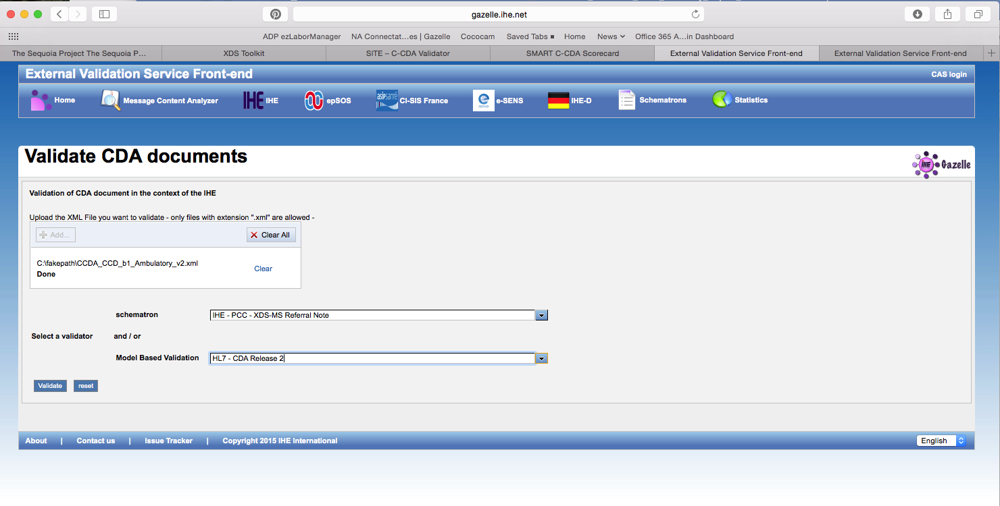 gazelle.ihe.net
ADP ezLaborManager NA Connectat...es | Gazelle Cococam Saved Tabs Home News Office 365 A...in Dashboard
The Sequoia Project The Sequoia P... XDS Toolkit SITE – C-CDA Validator SMART C-CDA Scorecard External Validation Service Front-end External Validation Service Front-end
External Validation Service Front-end CAS login
Home Message Content Analyzer IHE IHE epSOS asipsanté CI-SIS France e SENS e-SENS IHE-D Schematrons Statistics
Validate CDA documents
IHE Gazelle
Validation of CDA document in the context of the IHE
Upload the XML File you want to validate - only files with extension ".xml" are allowed -
Add... Clear All
C:\fakepath\CCDA_CCD_b1_Ambulatory_v2.xml
Clear
Done
schematron IHE - PCC - XDS-MS Referral Note
Select a validator and / or
Model Based Validation HL7 - CDA Release 2
Validate reset
About | Contact us | Issue Tracker | Copyright 2015 IHE International English